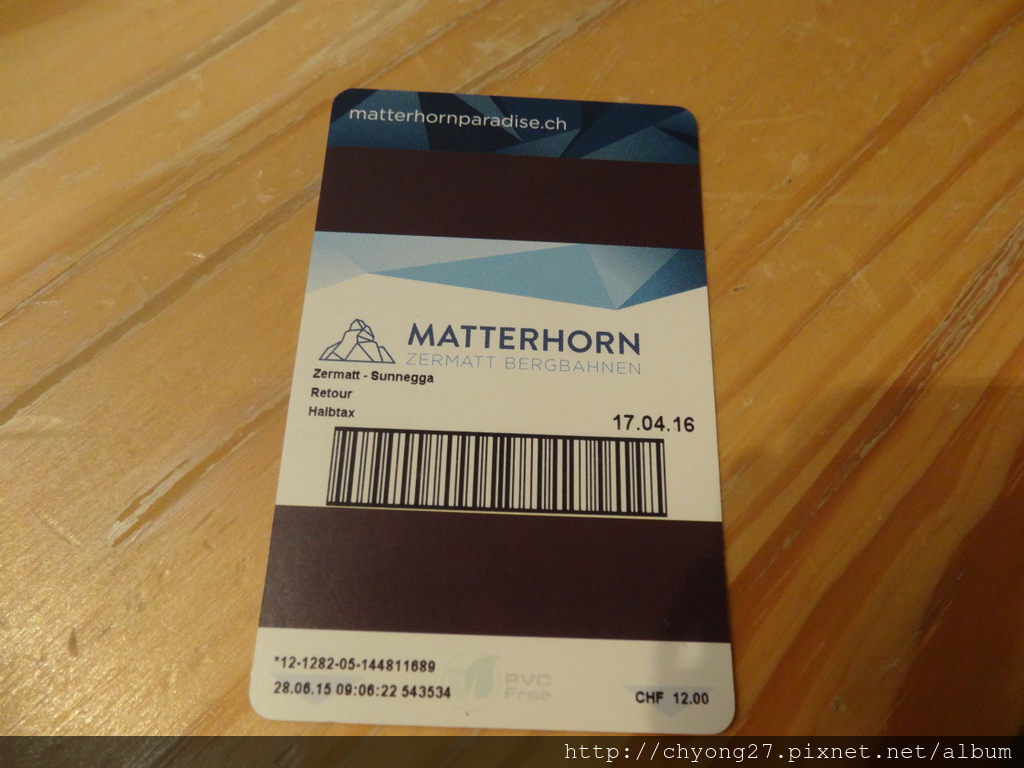 matterhornparadise.ch
MATTERHORN
ZERMATT BERGBAHNEN
Zermatt - Sunnegga
Retour
Halbtax
17.04.16
*12-1282-05-144811689
28.06.15 09:06:22 543534
PVC
Free
CHF 12.00
http://chyong27.pixnet.net/album